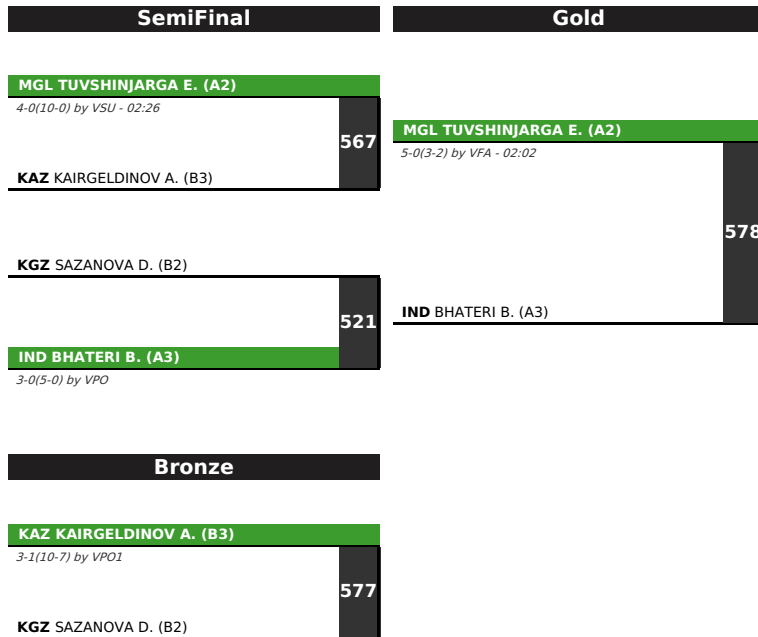 SemiFinal
MGL TUVSHINJARGA E. (A2)
4-0(10-0) by VSU - 02:26
567
KAZ KAIRGELDINOV A. (B3)
KGZ SAZANOVA D. (B2)
521
IND BHATERI B. (A3)
3-0(5-0) by VPO
Gold
MGL TUVSHINJARGA E. (A2)
5-0(3-2) by VFA - 02:02
578
IND BHATERI B. (A3)
Bronze
KAZ KAIRGELDINOV A. (B3)
3-1(10-7) by VPO1
577
KGZ SAZANOVA D. (B2)